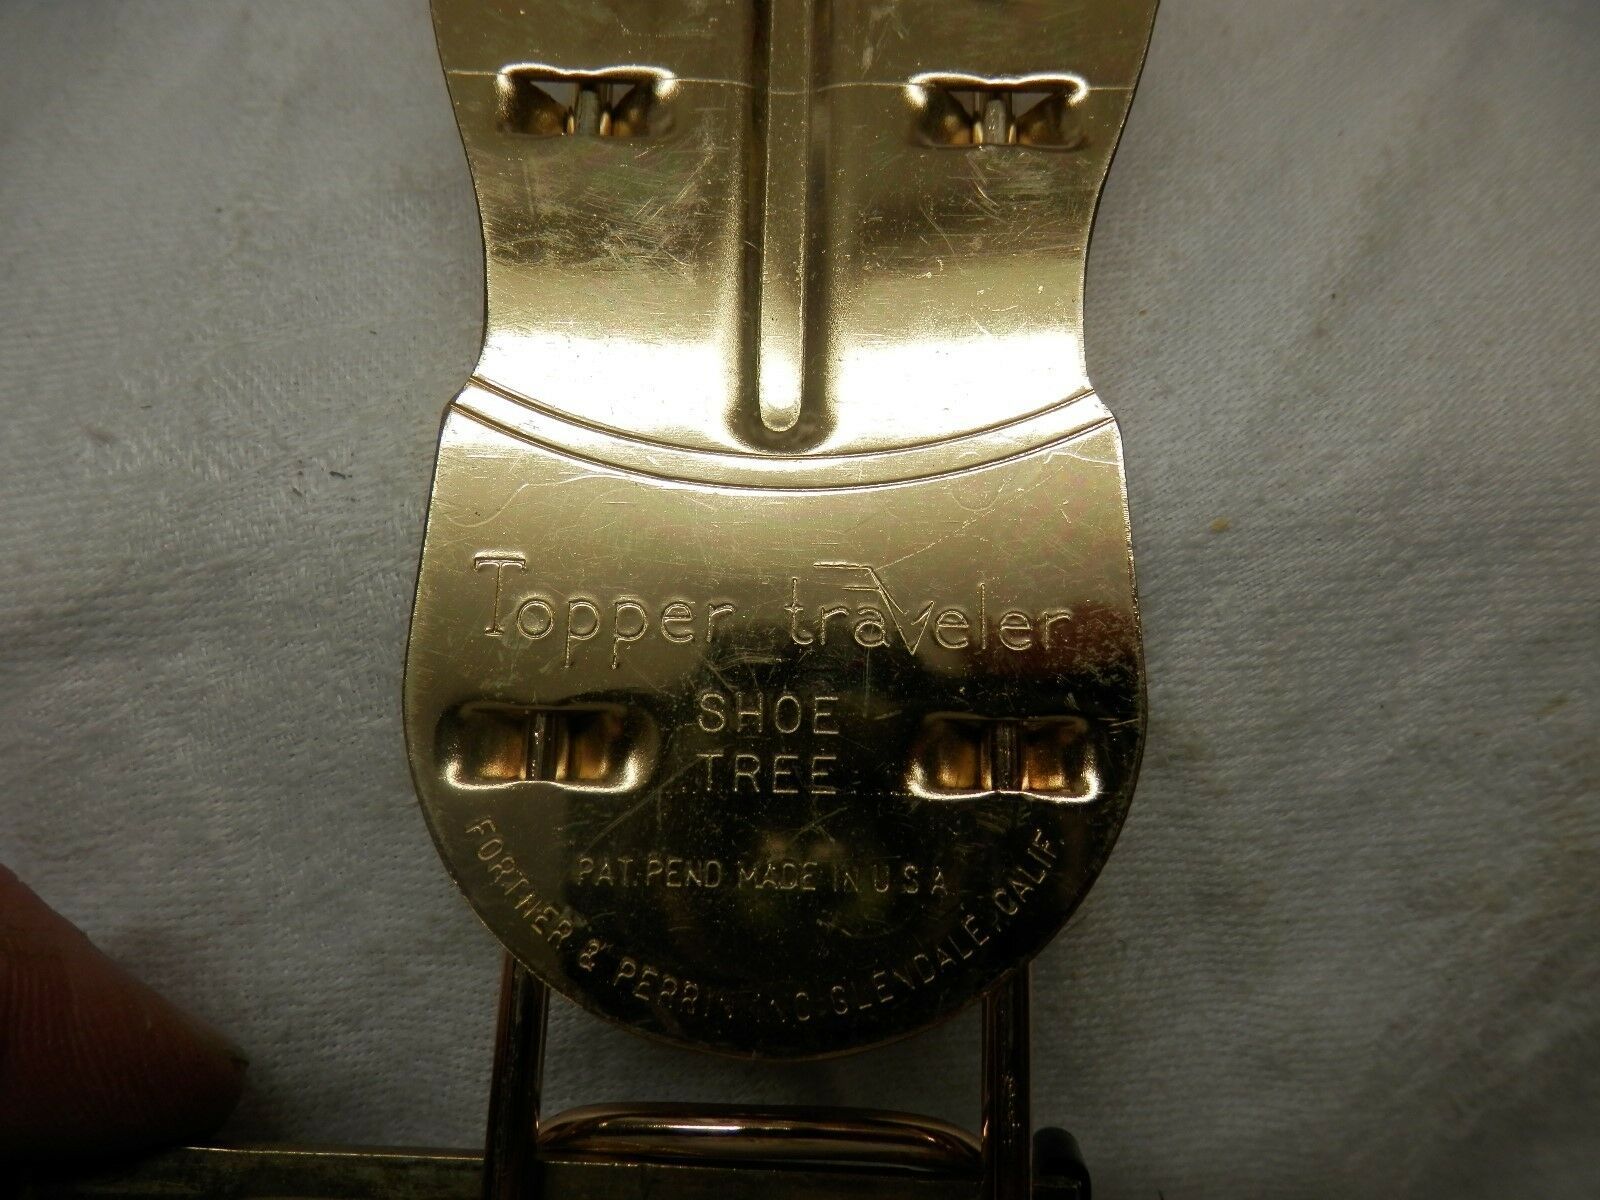 Topper traVeler
SHOE
TREE
PAT. PEND MADE IN U S A
FORTNER & PERRIN INC. GLENDALE, CALIF.